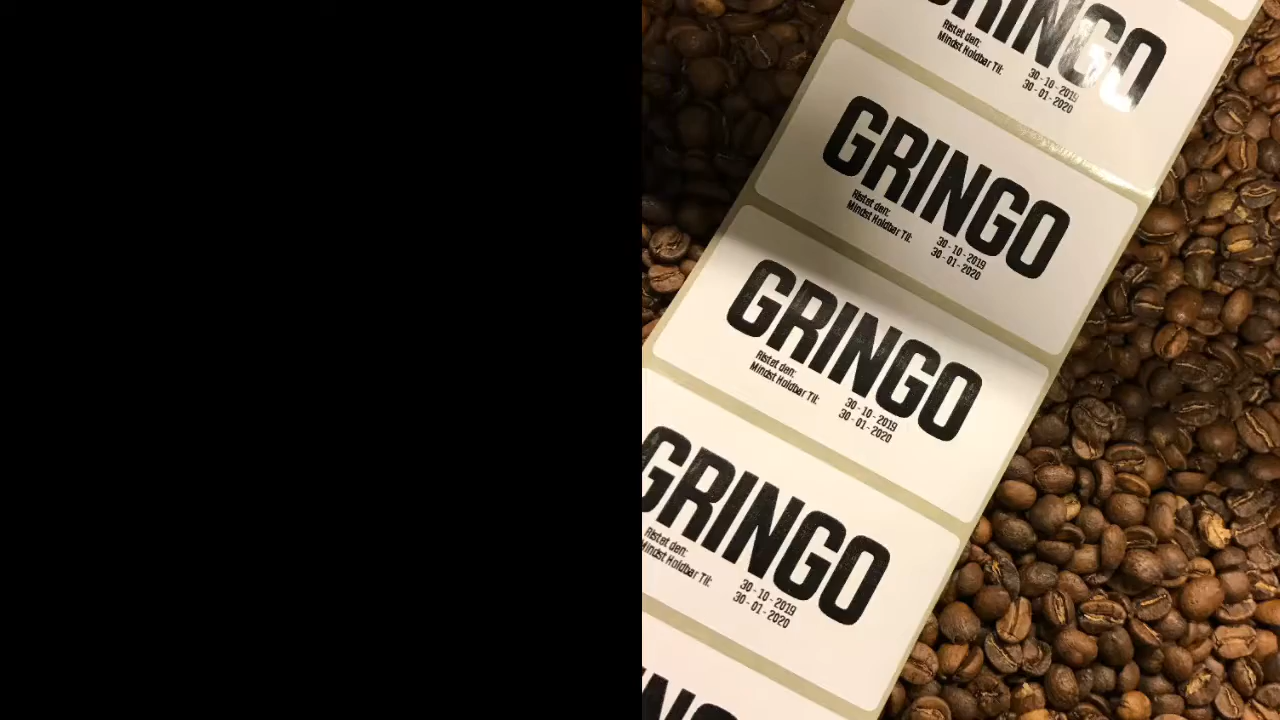 GRINGO
Ristet den:
Mindst Holdbar Til:
30 - 10 - 2019
30 - 01 - 2020
GRINGO
Ristet den:
Mindst Holdbar Til:
30 - 10 - 2019
30 - 01 - 2020
GRINGO
Ristet den:
Mindst Holdbar Til:
30 - 10 - 2019
30 - 01 - 2020
GRINGO
Ristet den:
Mindst Holdbar Til:
30 - 10 - 2019
30 - 01 - 2020